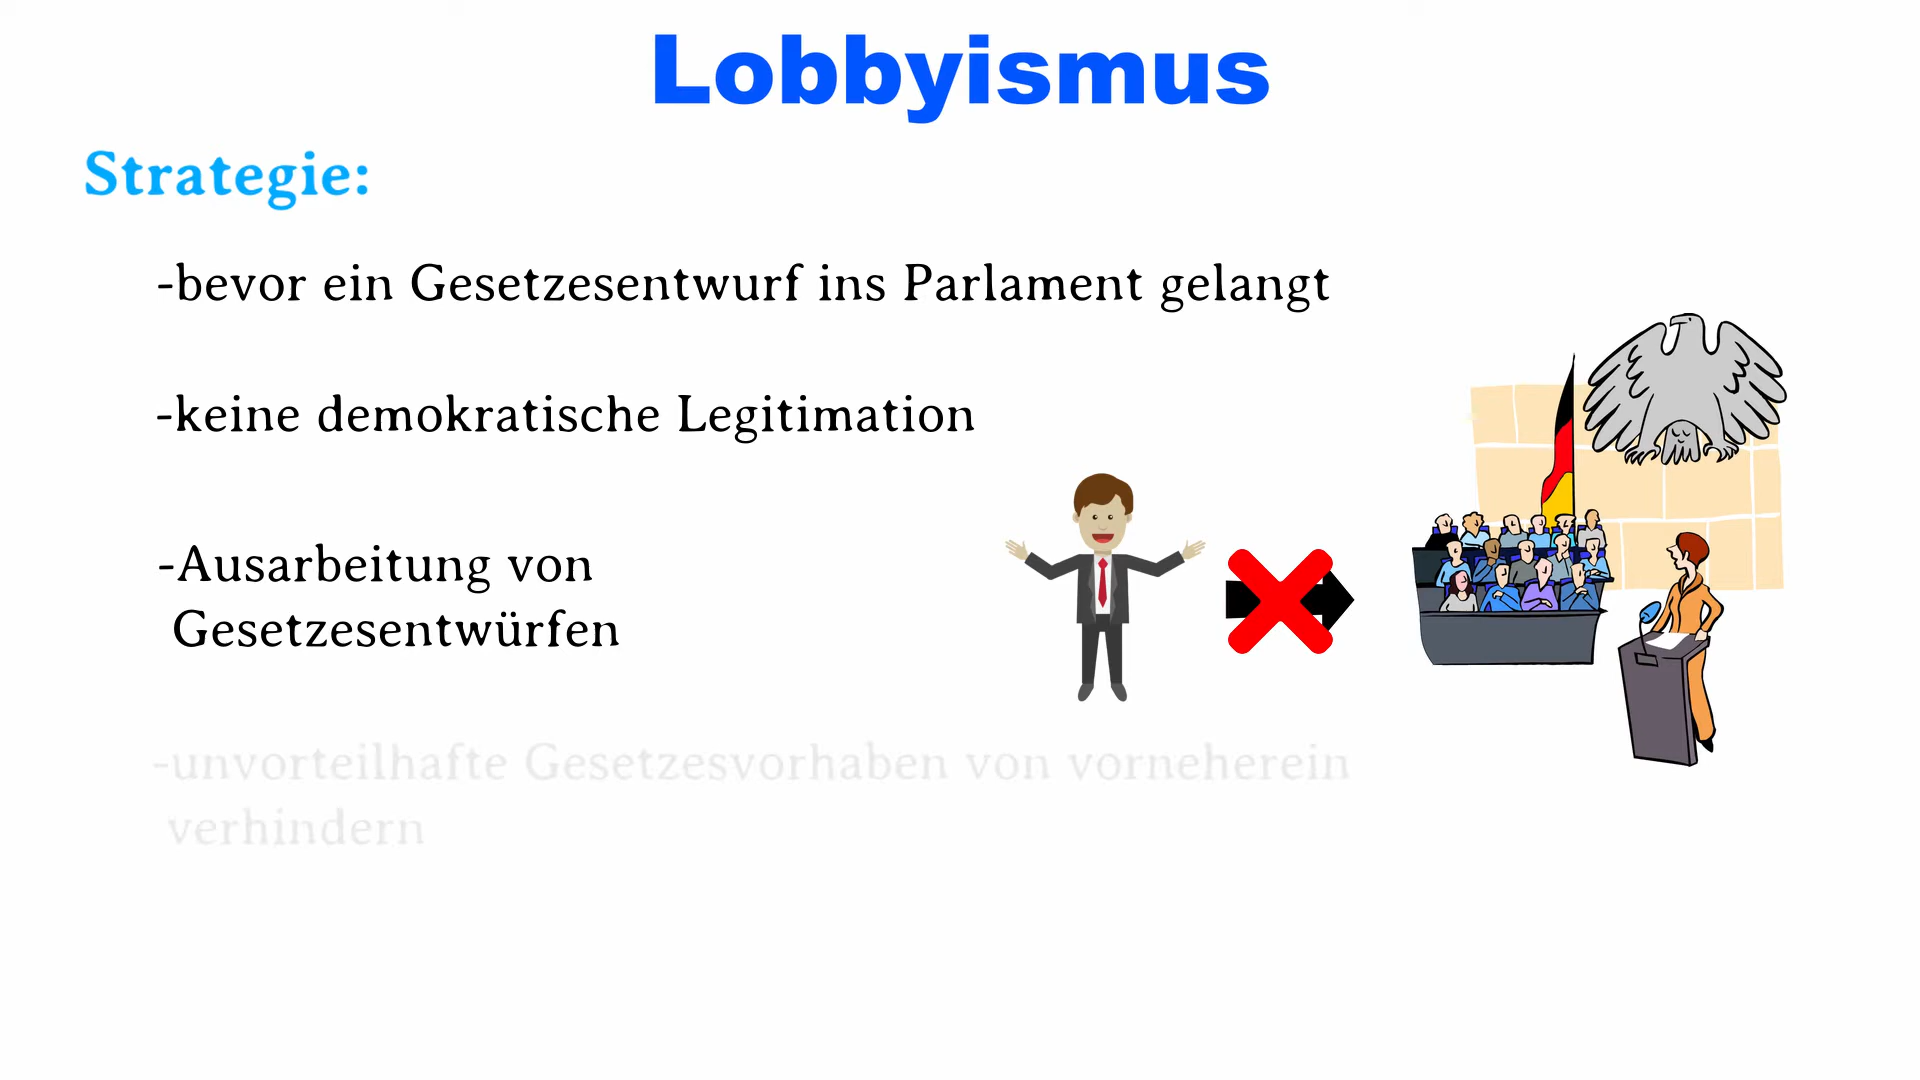 Lobbyismus
Strategie:
-bevor ein Gesetzesentwurf ins Parlament gelangt
-keine demokratische Legitimation
-Ausarbeitung von
Gesetzesentwürfen
-unvorteilhafte Gesetzesvorhaben von vorneherein
verhindern